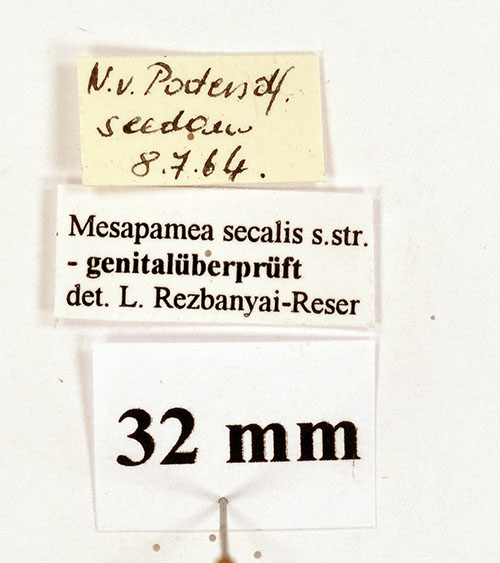 N.v. Podersdf.
seedam
8.7.64.
Mesapamea secalis s.str.
- genitalüberprüft
det. L. Rezbanyai-Reser
32 mm